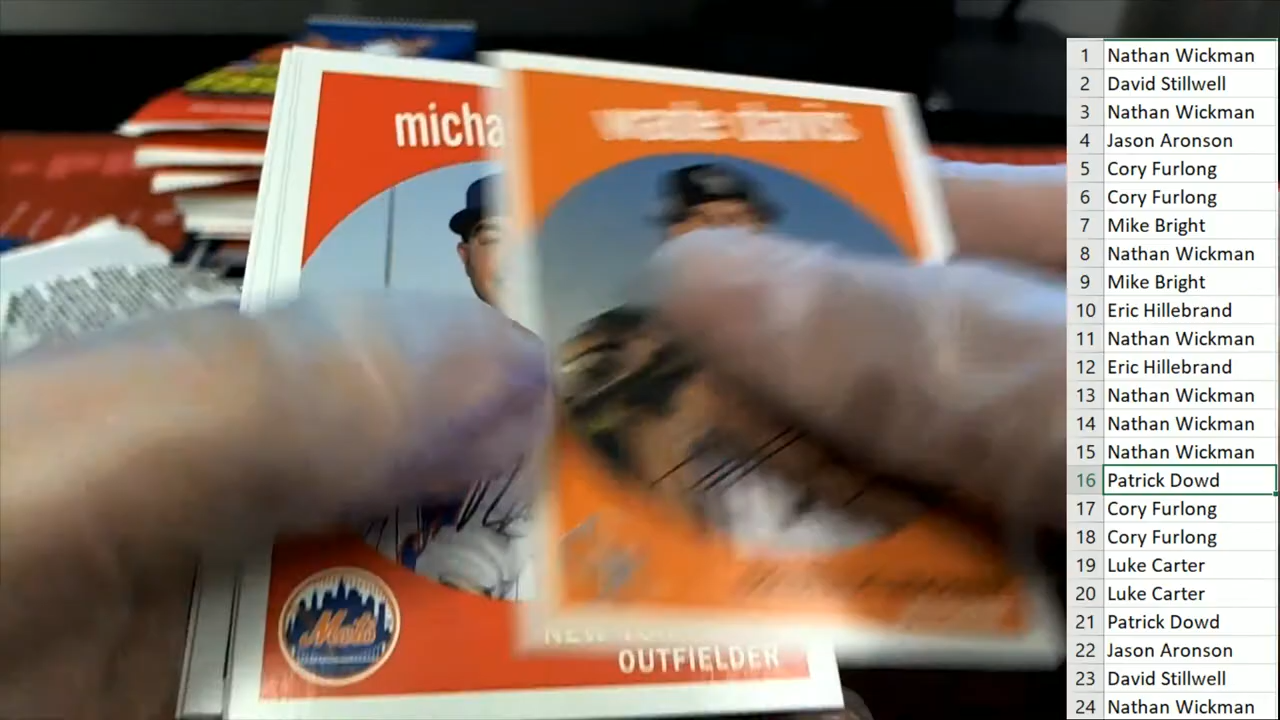 micha
wade davis
Mets
NEW YO
OUTFIELDER
1 Nathan Wickman
2 David Stillwell
3 Nathan Wickman
4 Jason Aronson
5 Cory Furlong
6 Cory Furlong
7 Mike Bright
8 Nathan Wickman
9 Mike Bright
10 Eric Hillebrand
11 Nathan Wickman
12 Eric Hillebrand
13 Nathan Wickman
14 Nathan Wickman
15 Nathan Wickman
16 Patrick Dowd
17 Cory Furlong
18 Cory Furlong
19 Luke Carter
20 Luke Carter
21 Patrick Dowd
22 Jason Aronson
23 David Stillwell
24 Nathan Wickman